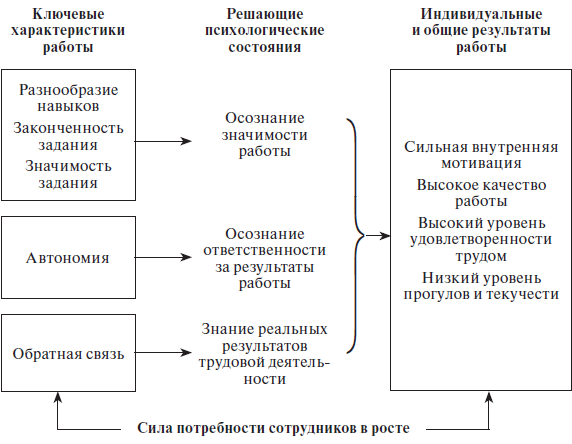 Ключевые
характеристики
работы
Решающие
психологические
состояния
Индивидуальные
и общие результаты
работы
Разнообразие
навыков
Законченность
задания
Значимость
задания
Осознание
значимости
работы
Автономия
Осознание
ответственности
за результаты
работы
Обратная связь
Знание реальных
результатов
трудовой деятель-
ности
Сильная внутренняя
мотивация
Высокое качество
работы
Высокий уровень
удовлетворенности
трудом
Низкий уровень
прогулов и текучести
Сила потребности сотрудников в росте